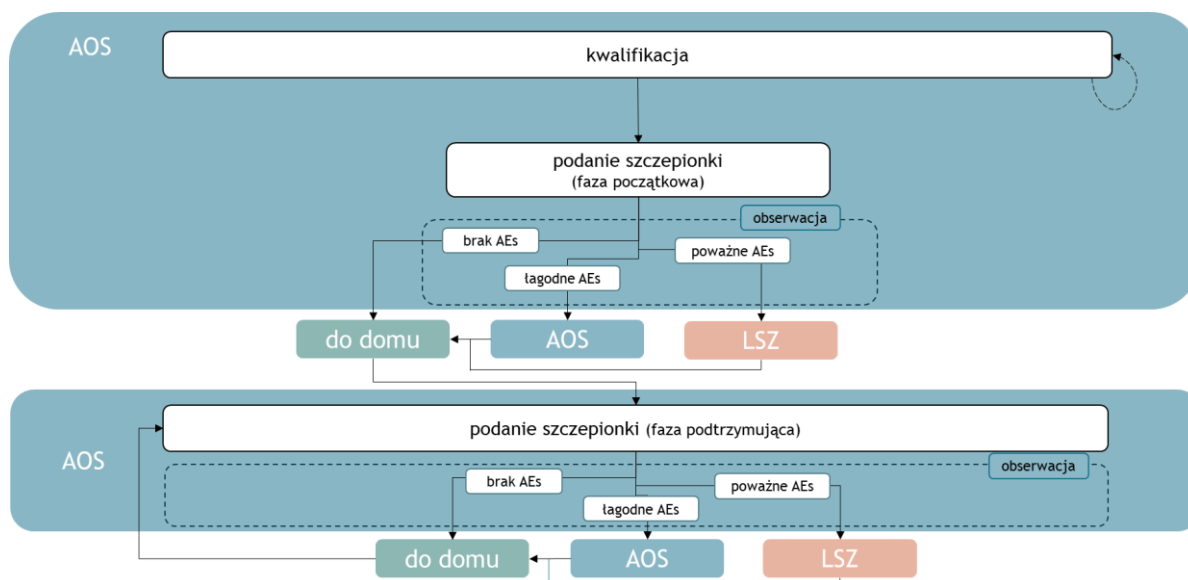 AOS
kwalifikacja
podanie szczepionki
(faza początkowa)
obserwacja
brak AEs
poważne AEs
łagodne AEs
do domu
AOS
LSZ
podanie szczepionki (faza podtrzymująca)
AOS
obserwacja
brak AEs
poważne AEs
łagodne AEs
do domu
AOS
LSZ